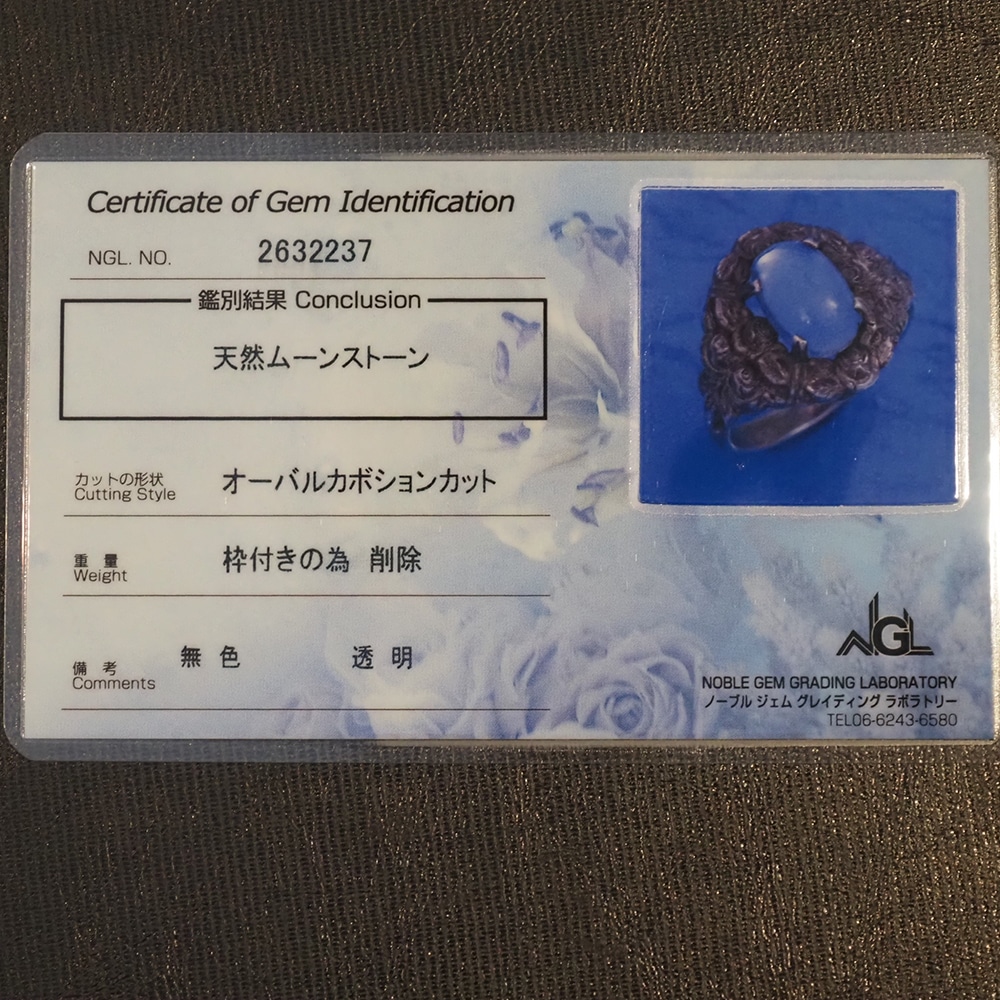 Certificate of Gem Identification
NGL. NO. 2632237
鑑別結果 Conclusion
天然ムーンストーン
カットの形状
Cutting Style
オーバルカボションカット
重 量
Weight
枠付きの為 削除
備 考
Comments
無 色 透 明
NGL
NOBLE GEM GRADING LABORATORY
ノーブル ジェム グレイディング ラボラトリー
TEL06-6243-6580